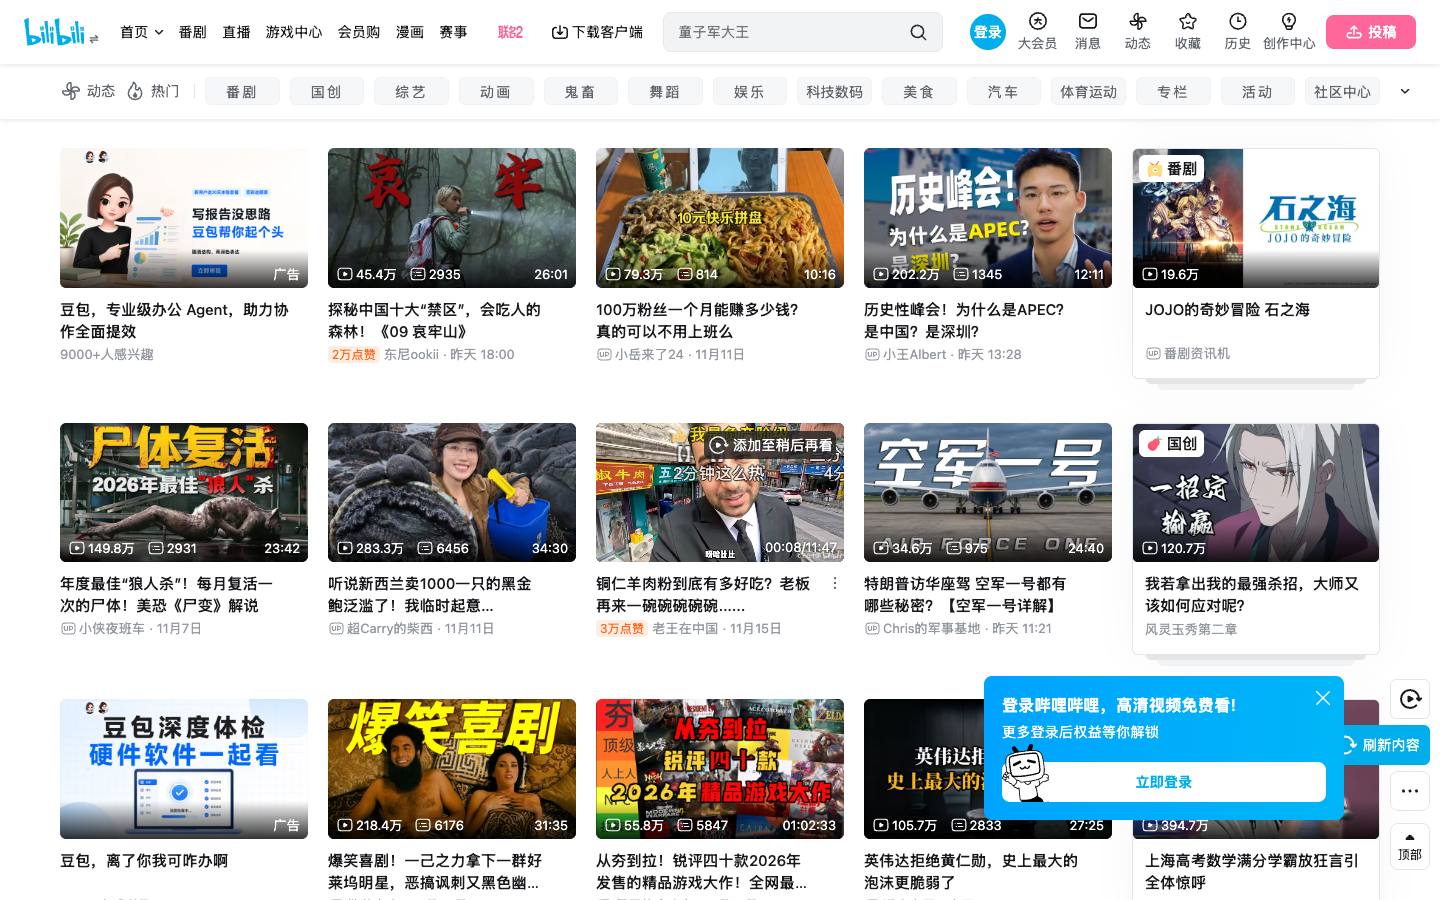 bilibili
首页
番剧
直播
游戏中心
会员购
漫画
赛事
下载客户端
童子军大王
登录
大会员
消息
动态
收藏
历史
创作中心
投稿
动态
热门
番剧
国创
综艺
动画
鬼畜
舞蹈
娱乐
科技数码
美食
汽车
体育运动
专栏
活动
社区中心
写报告没思路
豆包帮你起个头
广告
豆包，专业级办公 Agent，助力协
作全面提效
9000+人感兴趣
哀牢
45.4万 2935 26:01
探秘中国十大“禁区”，会吃人的
森林！《09 哀牢山》
2万点赞 东尼ookii · 昨天 18:00
10元快乐拼盘
79.3万 814 10:16
100万粉丝一个月能赚多少钱？
真的可以不用上班么
小岳来了24 · 11月11日
历史峰会！
为什么是APEC？
是深圳？
202.2万 1345 12:11
历史性峰会！为什么是APEC？
是中国？是深圳？
小王Albert · 昨天 13:28
番剧
石之海
STONE OCEAN
JOJO的奇妙冒险
19.6万
JOJO的奇妙冒险 石之海
番剧资讯机
尸体复活
2026年最佳“狼人”杀
149.8万 2931 23:42
年度最佳“狼人杀”！每月复活一
次的尸体！美恐《尸变》解说
小侠夜班车 · 11月7日
283.3万 6456 34:30
听说新西兰卖1000一只的黑金
鲍泛滥了！我临时起意...
超Carry的柴西 · 11月11日
添加至稍后再看
2分钟这么热
00:08/11:47
铜仁羊肉粉到底有多好吃？老板
再来一碗碗碗碗碗……
3万点赞 老王在中国 · 11月15日
空军一号
AIR FORCE ONE
34.6万 975 24:40
特朗普访华座驾 空军一号都有
哪些秘密？【空军一号详解】
Chris的军事基地 · 昨天 11:21
国创
一招定
输赢
120.7万
我若拿出我的最强杀招，大师又
该如何应对呢？
风灵玉秀第二章
豆包深度体检
硬件软件一起看
广告
豆包，离了你我可咋办啊
爆笑喜剧
218.4万 6176 31:35
爆笑喜剧！一己之力拿下一群好
莱坞明星，恶搞讽刺又黑色幽...
夯
顶级
人上人
从夯到拉
锐评四十款
2026年精品游戏大作
55.8万 5847 01:02:33
从夯到拉！锐评四十款2026年
发售的精品游戏大作！全网最...
英伟达拒
史上最大的
105.7万 2833 27:25
英伟达拒绝黄仁勋，史上最大的
泡沫更脆弱了
394.7万
上海高考数学满分学霸放狂言引
全体惊呼
登录哔哩哔哩，高清视频免费看！
更多登录后权益等你解锁
立即登录
刷新内容
顶部